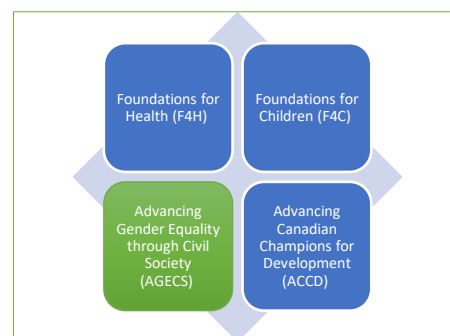 Foundations for
Health (F4H)
Foundations for
Children (F4C)
Advancing
Gender Equality
through Civil
Society
(AGECS)
Advancing
Canadian
Champions for
Development
(ACCD)